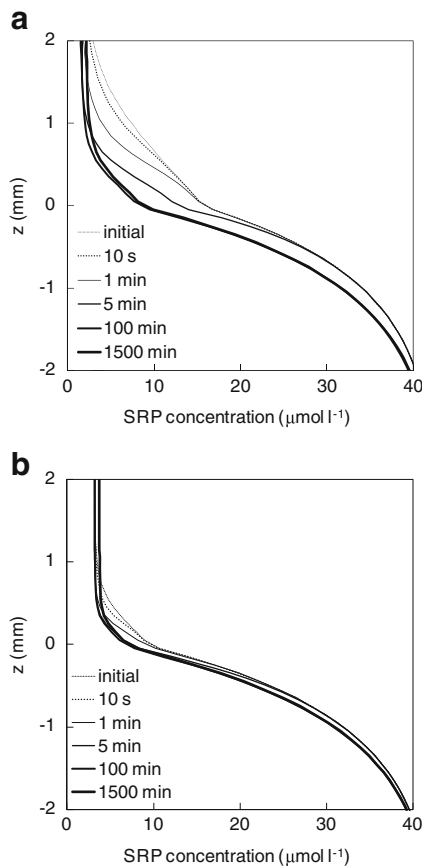 a
2
1
0
-1
-2
z (mm)
initial
10 s
1 min
5 min
100 min
1500 min
0 10 20 30 40
SRP concentration (µmol l⁻¹)
b
2
1
0
-1
-2
z (mm)
initial
10 s
1 min
5 min
100 min
1500 min
0 10 20 30 40
SRP concentration (µmol l⁻¹)